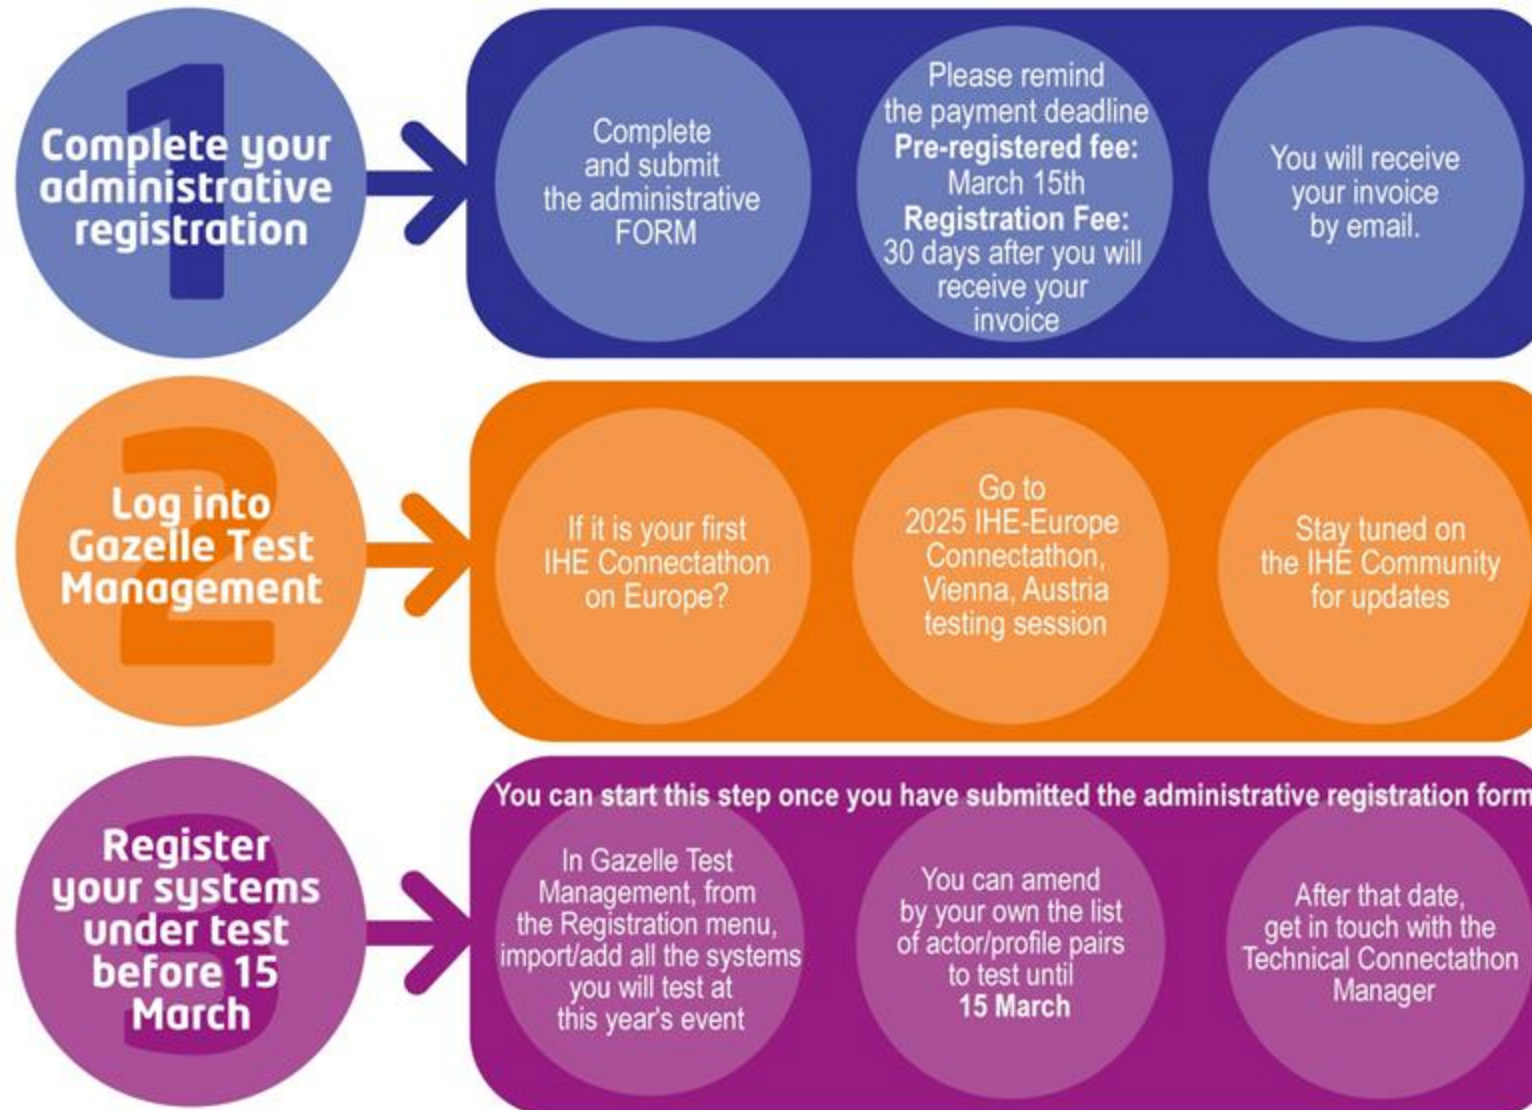 1
Complete your
administrative
registration
Complete
and submit
the administrative
FORM
Please remind
the payment deadline
Pre-registered fee:
March 15th
Registration Fee:
30 days after you will
receive your
invoice
You will receive
your invoice
by email.
2
Log into
Gazelle Test
Management
If it is your first
IHE Connectathon
on Europe?
Go to
2025 IHE-Europe
Connectathon,
Vienna, Austria
testing session
Stay tuned on
the IHE Community
for updates
3
Register
your systems
under test
before 15
March
You can start this step once you have submitted the administrative registration form
In Gazelle Test
Management, from
the Registration menu,
import/add all the systems
you will test at
this year's event
You can amend
by your own the list
of actor/profile pairs
to test until
15 March
After that date,
get in touch with the
Technical Connectathon
Manager